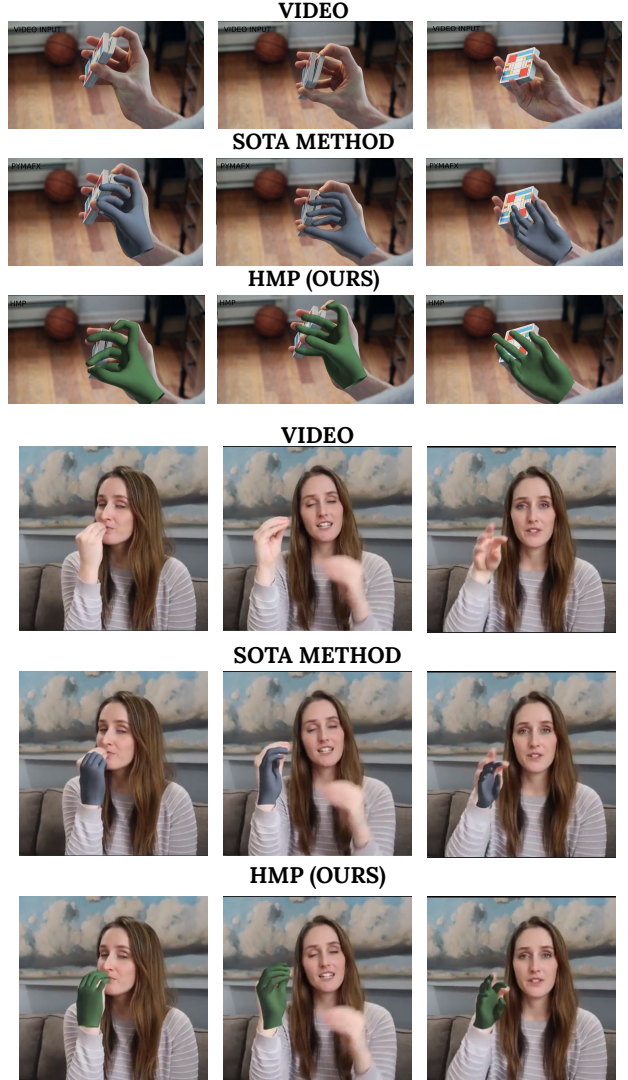 VIDEO
VIDEO INPUT VIDEO INPUT VIDEO INPUT
SOTA METHOD
PYMAFX PYMAFX PYMAFX
HMP (OURS)
HMP HMP HMP
VIDEO
SOTA METHOD
HMP (OURS)